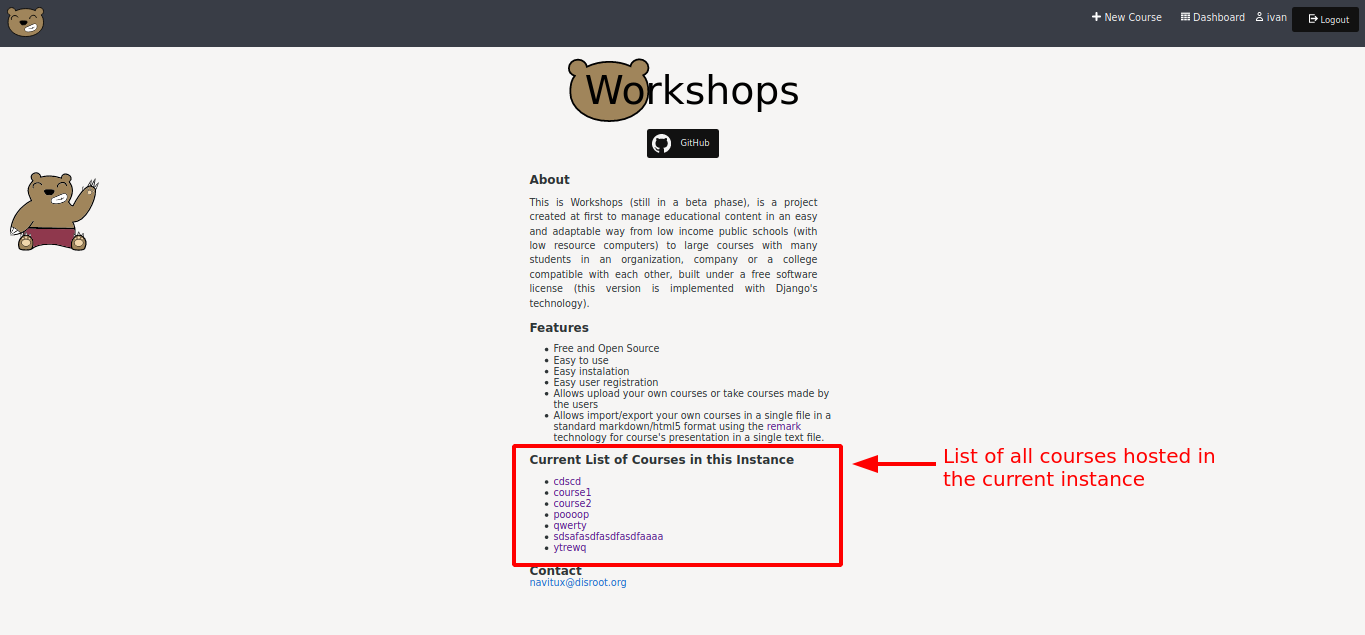 New Course Dashboard ivan Logout
Workshops
GitHub
About
This is Workshops (still in a beta phase), is a project
created at first to manage educational content in an easy
and adaptable way from low income public schools (with
low resource computers) to large courses with many
students in an organization, company or a college
compatible with each other, built under a free software
license (this version is implemented with Django's
technology).
Features
• Free and Open Source
• Easy to use
• Easy instalation
• Easy user registration
• Allows upload your own courses or take courses made by
the users
• Allows import/export your own courses in a single file in a
standard markdown/html5 format using the remark
technology for course's presentation in a single text file.
Current List of Courses in this Instance
• cdscd
• course1
• course2
• poooop
• qwerty
• sdsafasdfasdfasdfaaaa
• ytrewq
List of all courses hosted in
the current instance
Contact
navitux@disroot.org